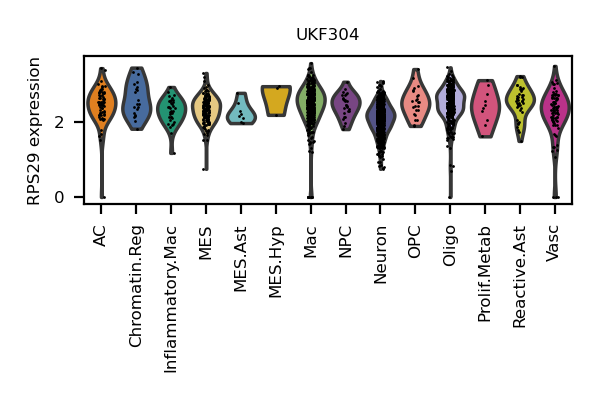 UKF304
RPS29 expression
2
0
AC
Chromatin.Reg
Inflammatory.Mac
MES
MES.Ast
MES.Hyp
Mac
NPC
Neuron
OPC
Oligo
Prolif.Metab
Reactive.Ast
Vasc